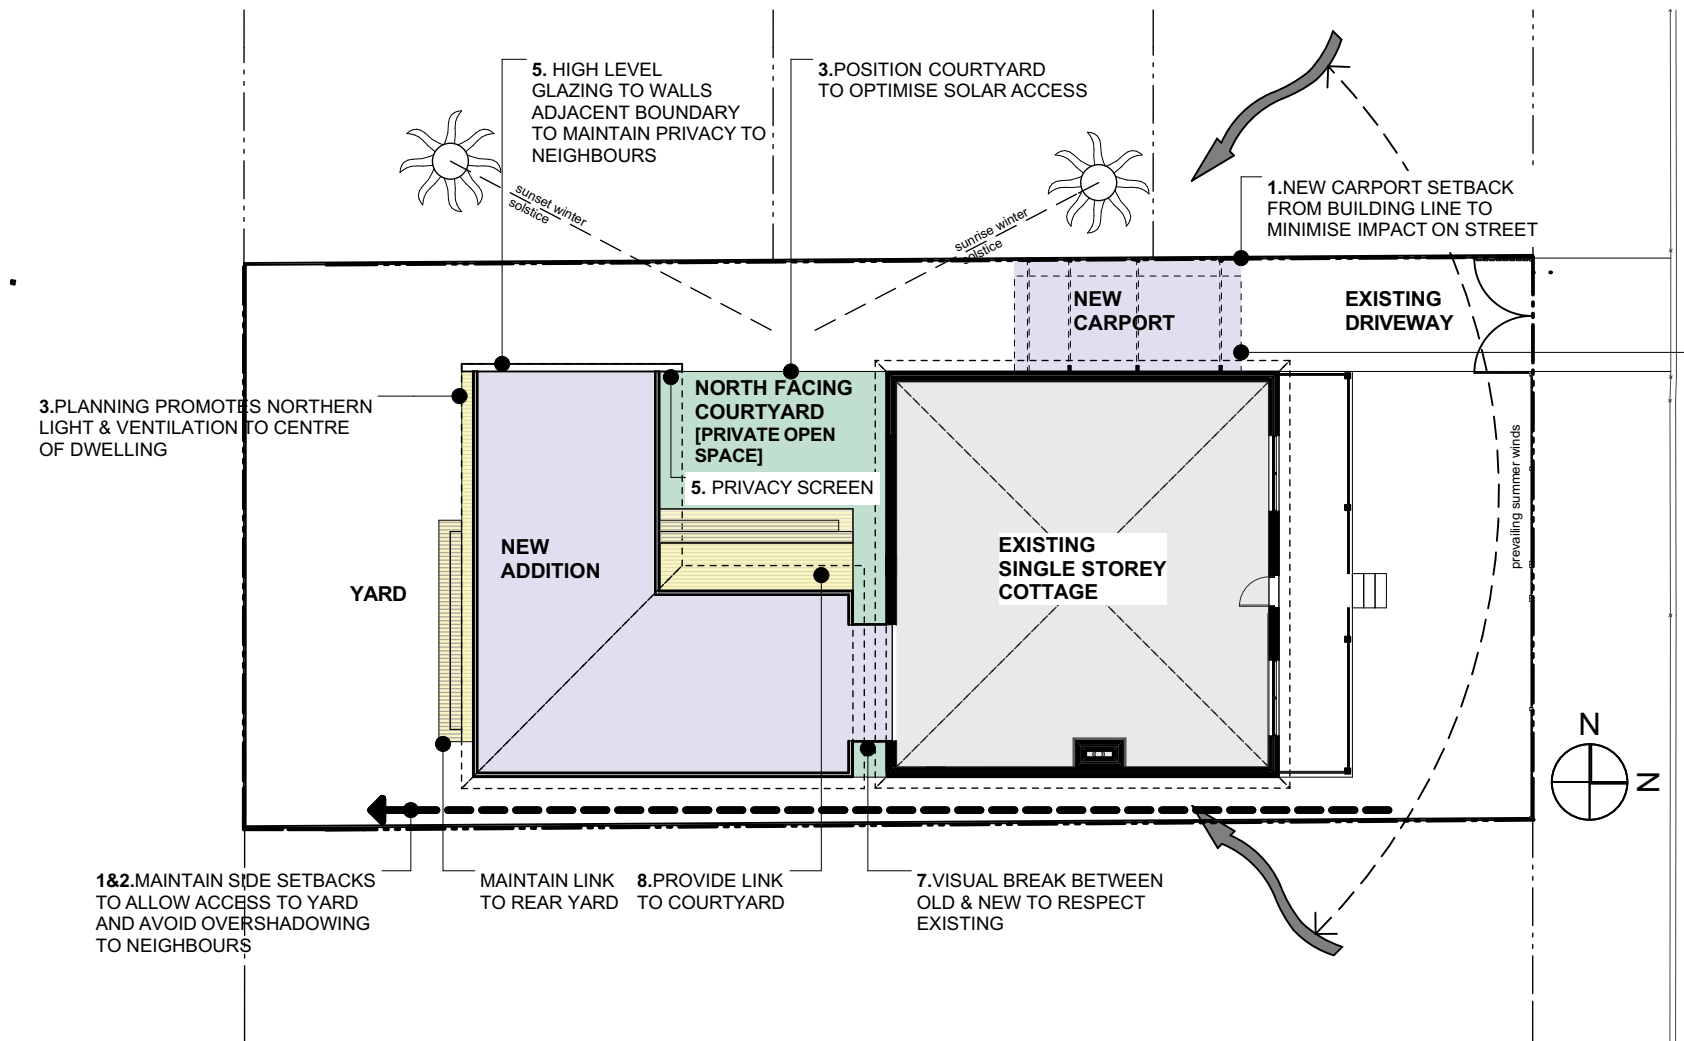 5. HIGH LEVEL
GLAZING TO WALLS
ADJACENT BOUNDARY
TO MAINTAIN PRIVACY TO
NEIGHBOURS
3.POSITION COURTYARD
TO OPTIMISE SOLAR ACCESS
sunset winter
solstice
sunrise winter
solstice
1.NEW CARPORT SETBACK
FROM BUILDING LINE TO
MINIMISE IMPACT ON STREET
NEW
CARPORT
EXISTING
DRIVEWAY
3.PLANNING PROMOTES NORTHERN
LIGHT & VENTILATION TO CENTRE
OF DWELLING
NORTH FACING
COURTYARD
[PRIVATE OPEN
SPACE]
5. PRIVACY SCREEN
NEW
ADDITION
EXISTING
SINGLE STOREY
COTTAGE
YARD
prevailing summer winds
N
N
1&2.MAINTAIN SIDE SETBACKS
TO ALLOW ACCESS TO YARD
AND AVOID OVERSHADOWING
TO NEIGHBOURS
MAINTAIN LINK
TO REAR YARD
8.PROVIDE LINK
TO COURTYARD
7.VISUAL BREAK BETWEEN
OLD & NEW TO RESPECT
EXISTING